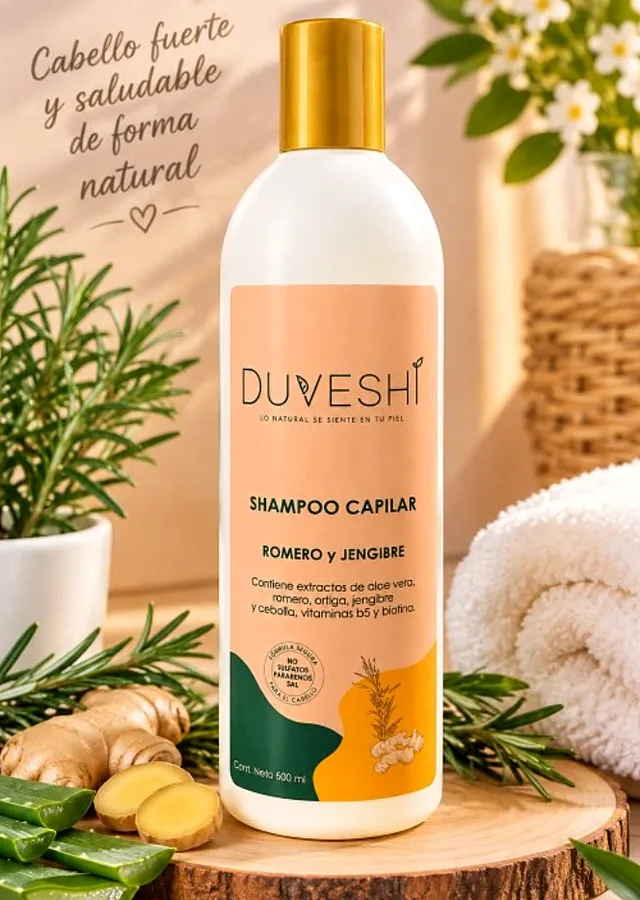 Cabello fuerte
y saludable
de forma
natural
DUVESHI
LO NATURAL SE SIENTE EN TU PIEL
SHAMPOO CAPILAR
ROMERO y JENGIBRE
Contiene extractos de aloe vera,
romero, ortiga, jengibre
y cebolla, vitaminas b5 y biotina.
FÓRMULA SEGURA
NO
SULFATOS
PARABENOS
SAL
PARA EL CABELLO
Cont. Neto 500 ml